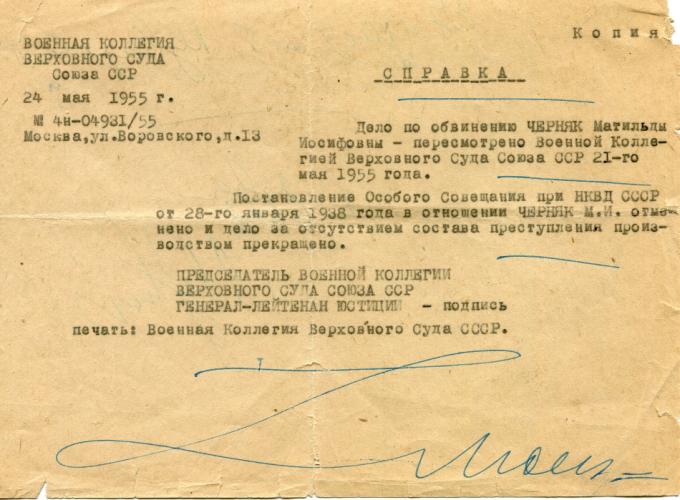 Копия
ВОЕННАЯ КОЛЛЕГИЯ
ВЕРХОВНОГО СУДА
Союза ССР
24 мая 1955 г.
№ 4н-04931/55
Москва,ул.Воровского,д.13
СПРАВКА
Дело по обвинению ЧЕРНЯК Матильды
Иосифовны - пересмотрено Военной Колле-
гией Верховного Суда Союза ССР 21-го
мая 1955 года.
Постановление Особого Совещания при НКВД СССР
от 28-го января 1938 года в отношении ЧЕРНЯК М.И. отме-
нено и дело за отсутствием состава преступления произ-
водством прекращено.
ПРЕДСЕДАТЕЛЬ ВОЕННОЙ КОЛЛЕГИИ
ВЕРХОВНОГО СУДА СОЮЗА ССР
ГЕНЕРАЛ-ЛЕЙТЕНАН ЮСТИЦИИ - подпись
печать: Военная Коллегия Верховного Суда СССР.